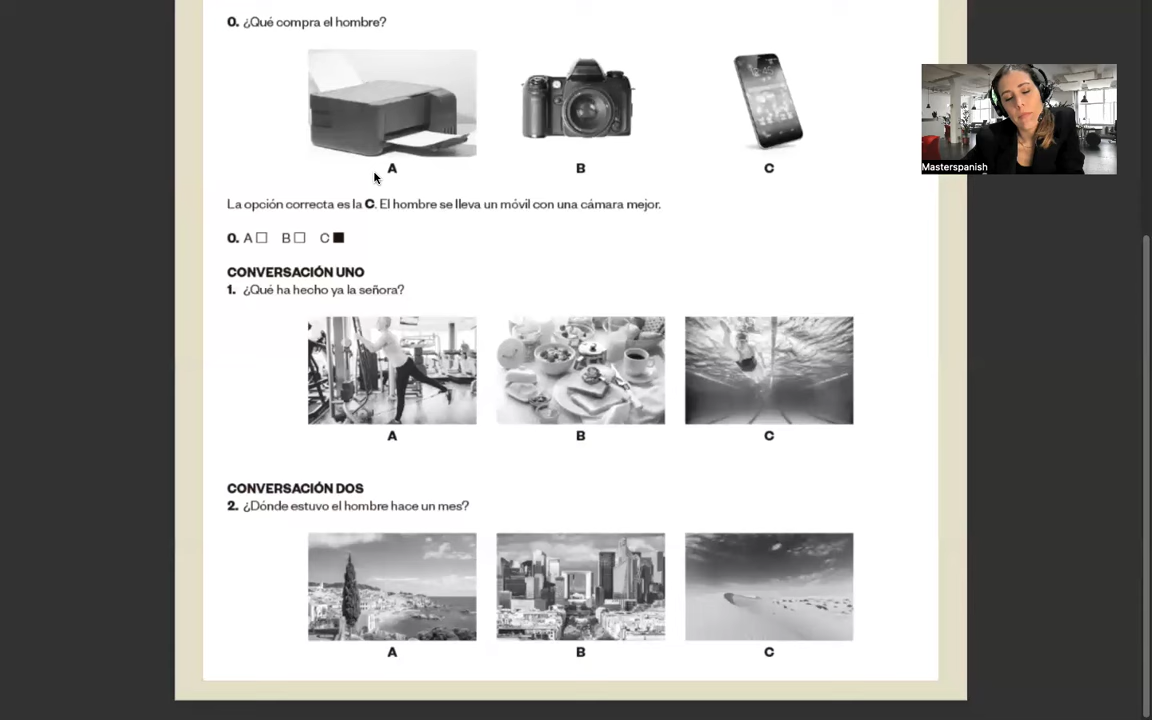 0. ¿Qué compra el hombre?
A
B
C
Masterspanish
La opción correcta es la C. El hombre se lleva un móvil con una cámara mejor.
0. A☐ B☐ C■
CONVERSACIÓN UNO
1. ¿Qué ha hecho ya la señora?
A
B
C
CONVERSACIÓN DOS
2. ¿Dónde estuvo el hombre hace un mes?
A
B
C